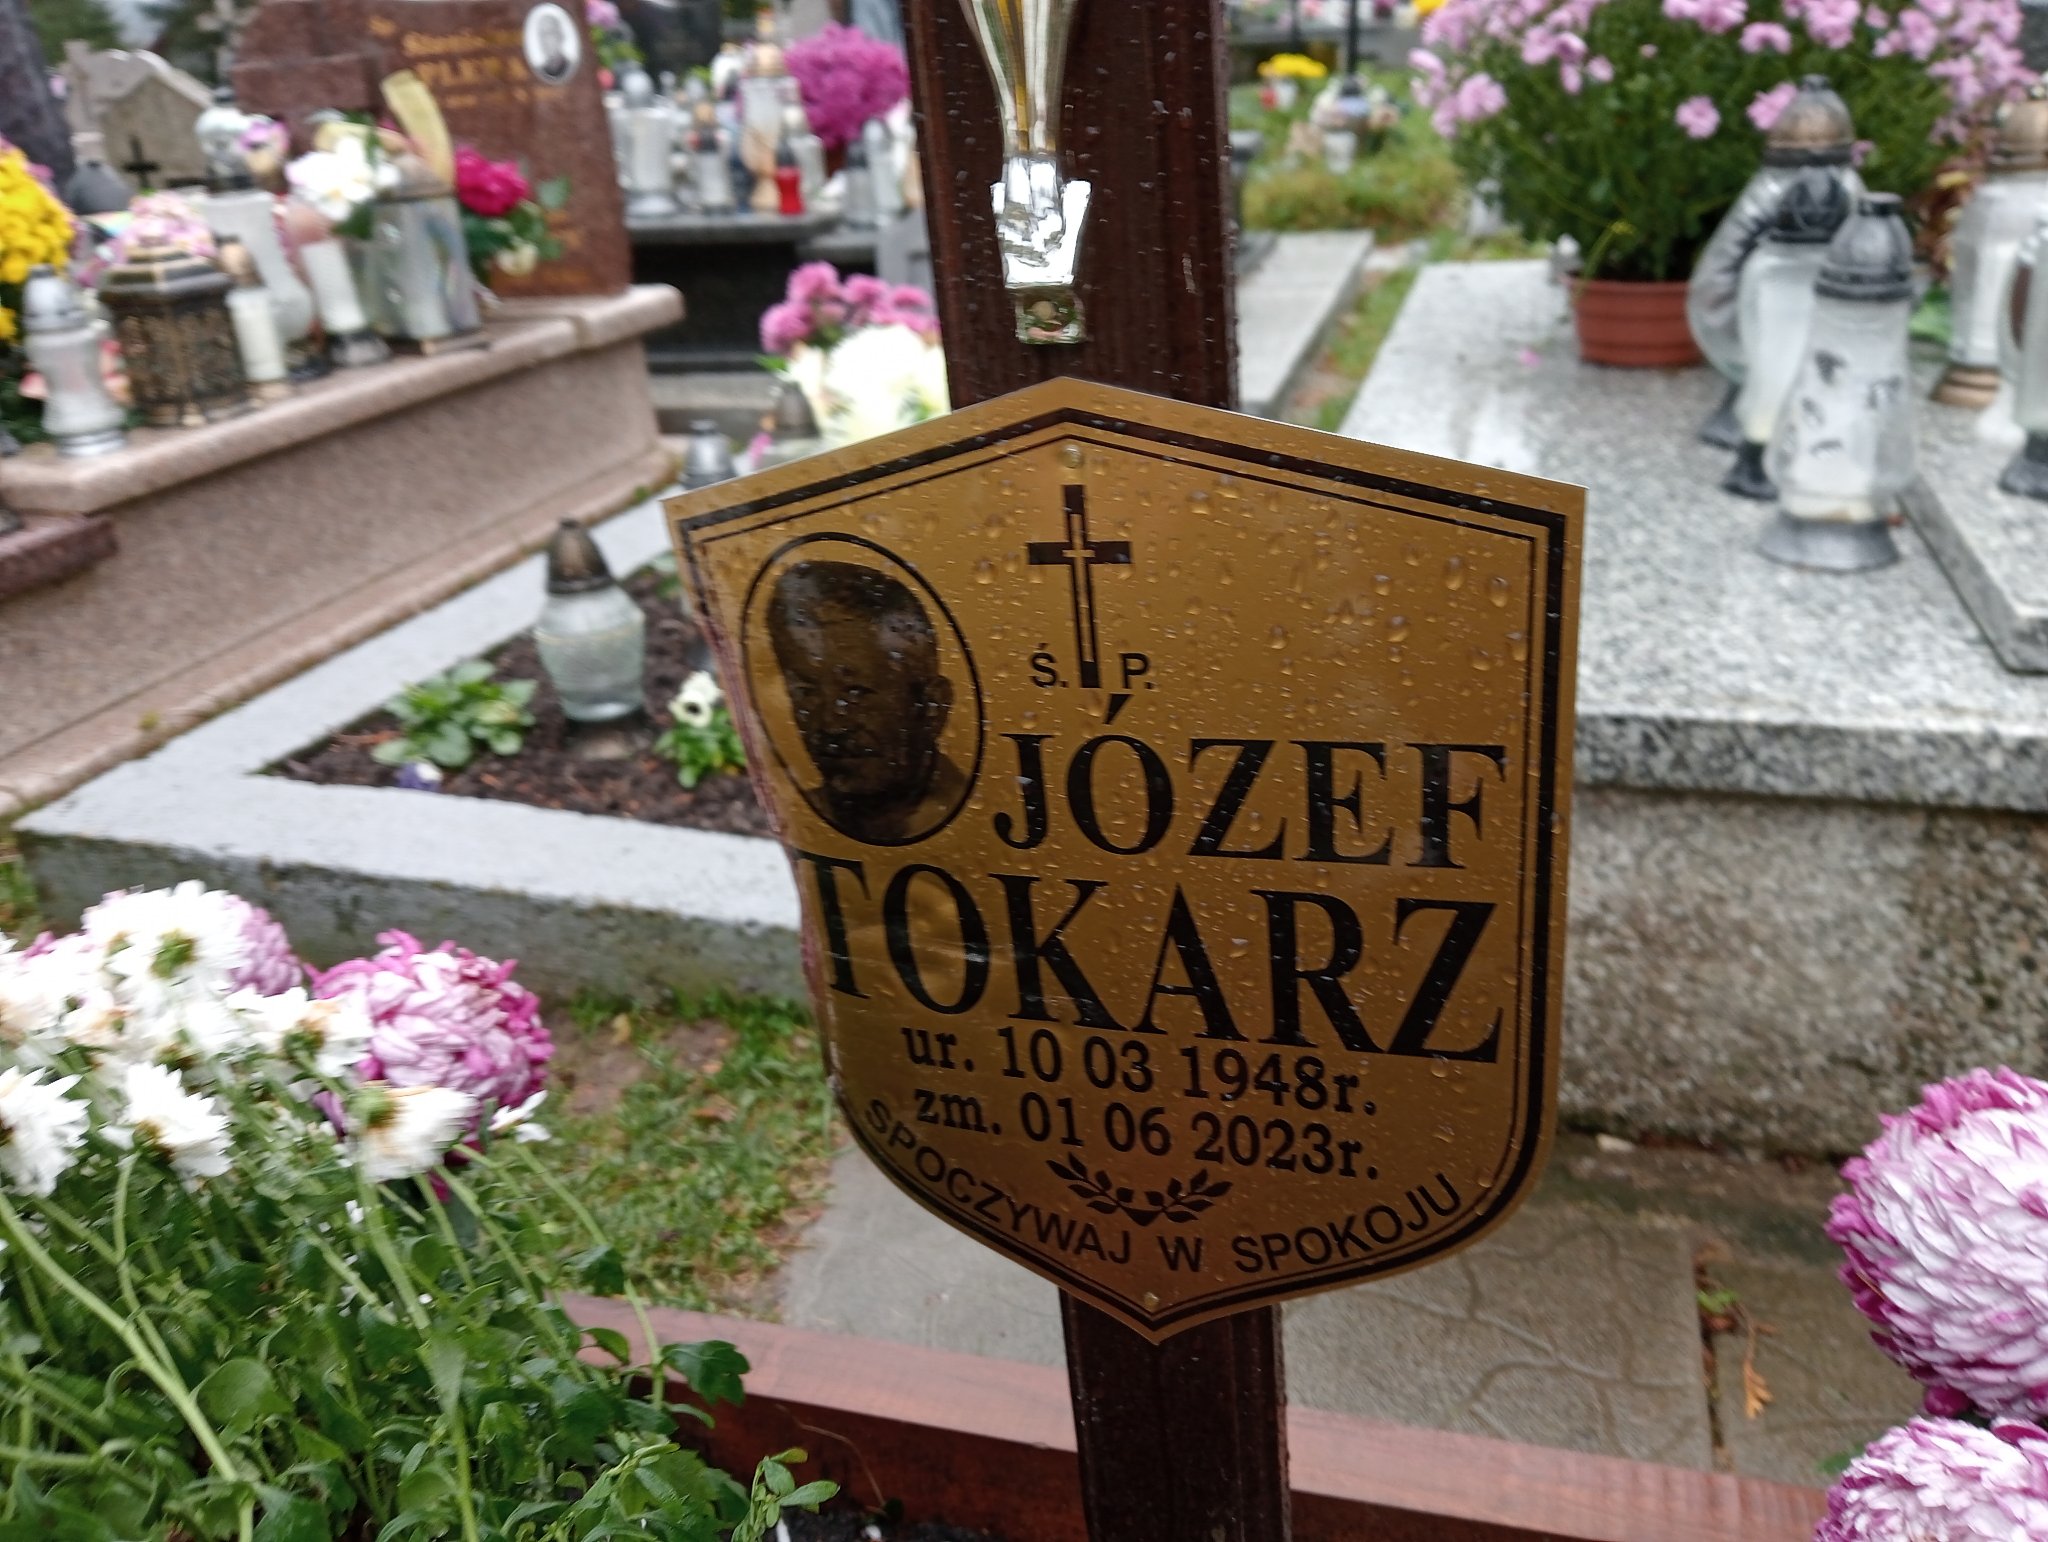 Ś. P.
JÓZEF
TOKARZ
ur. 10 03 1948r.
zm. 01 06 2023r.
SPOCZYWAJ W SPOKOJU